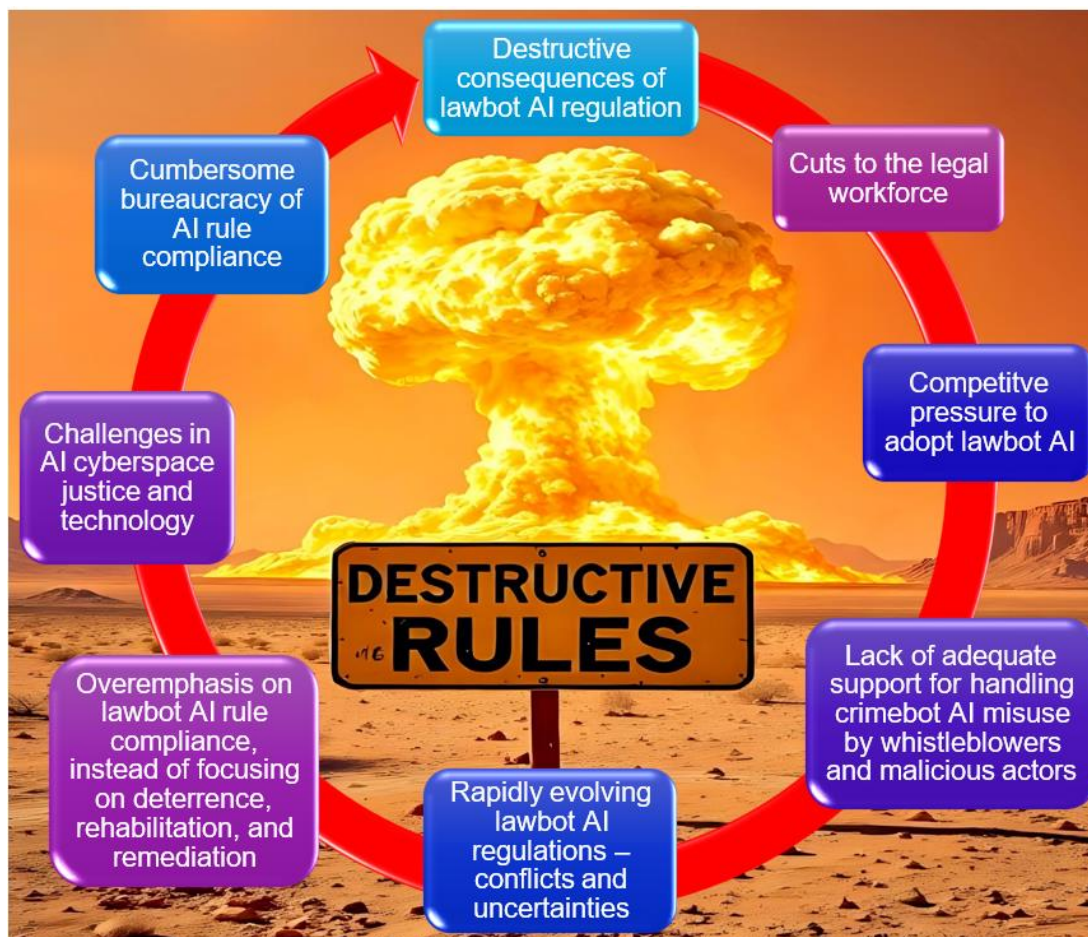 Destructive
consequences of
lawbot AI regulation
Cuts to the legal
workforce
Competitve
pressure to
adopt lawbot AI
Lack of adequate
support for handling
crimebot AI misuse
by whistleblowers
and malicious actors
Rapidly evolving
lawbot AI
regulations –
conflicts and
uncertainties
Overemphasis on
lawbot AI rule
compliance,
instead of focusing
on deterrence,
rehabilitation, and
remediation
Challenges in
AI cyberspace
justice and
technology
Cumbersome
bureaucracy of
AI rule
compliance
DESTRUCTIVE
RULES